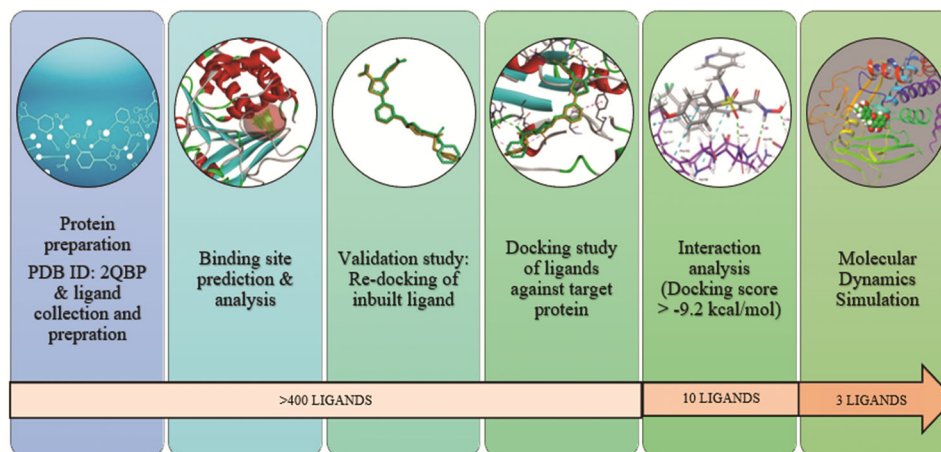 Protein
preparation
PDB ID: 2QBP
& ligand
collection and
prepration
Binding site
prediction &
analysis
Validation study:
Re-docking of
inbuilt ligand
Docking study
of ligands
against target
protein
Interaction
analysis
(Docking score
> -9.2 kcal/mol)
Molecular
Dynamics
Simulation
>400 LIGANDS
10 LIGANDS
3 LIGANDS